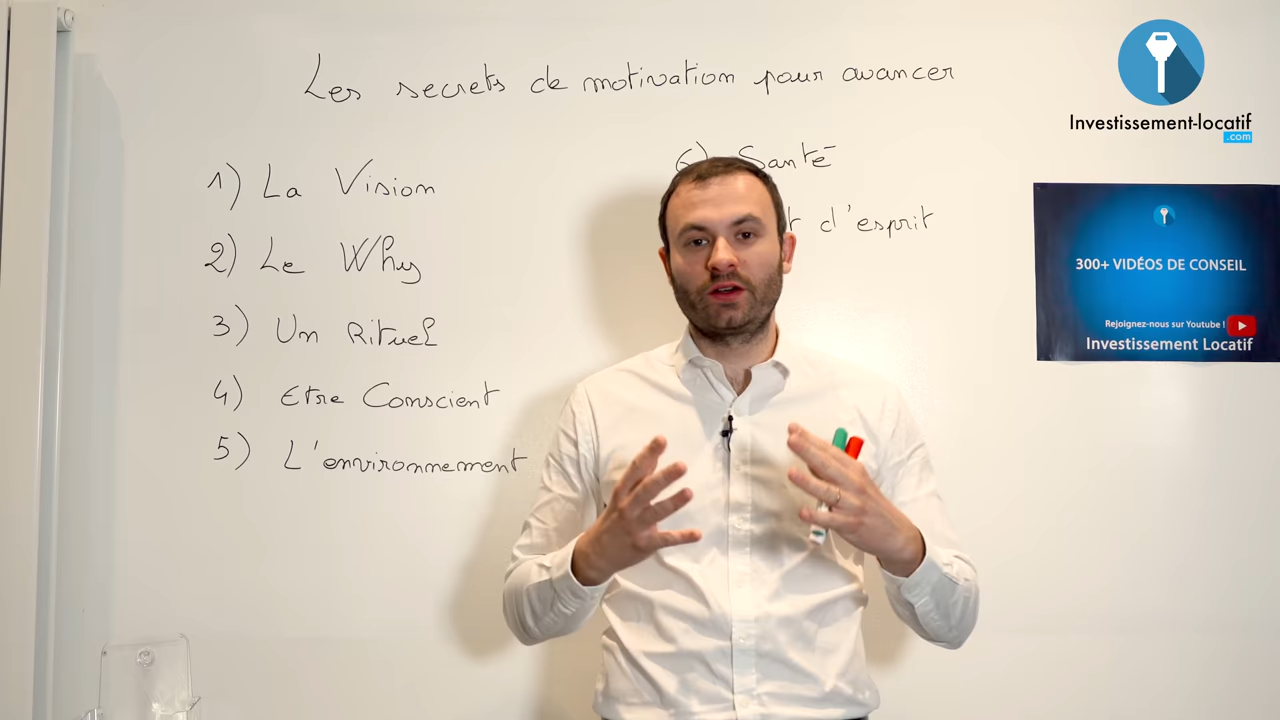 Les secrets de motivation pour avancer
1) La Vision
2) Le Why
3) Un Rituel
4) Etre Conscient
5) L'environnement
6) Santé
t d'esprit
Investissement-locatif
.com
300+ VIDÉOS DE CONSEIL
Rejoignez-nous sur Youtube !
Investissement Locatif